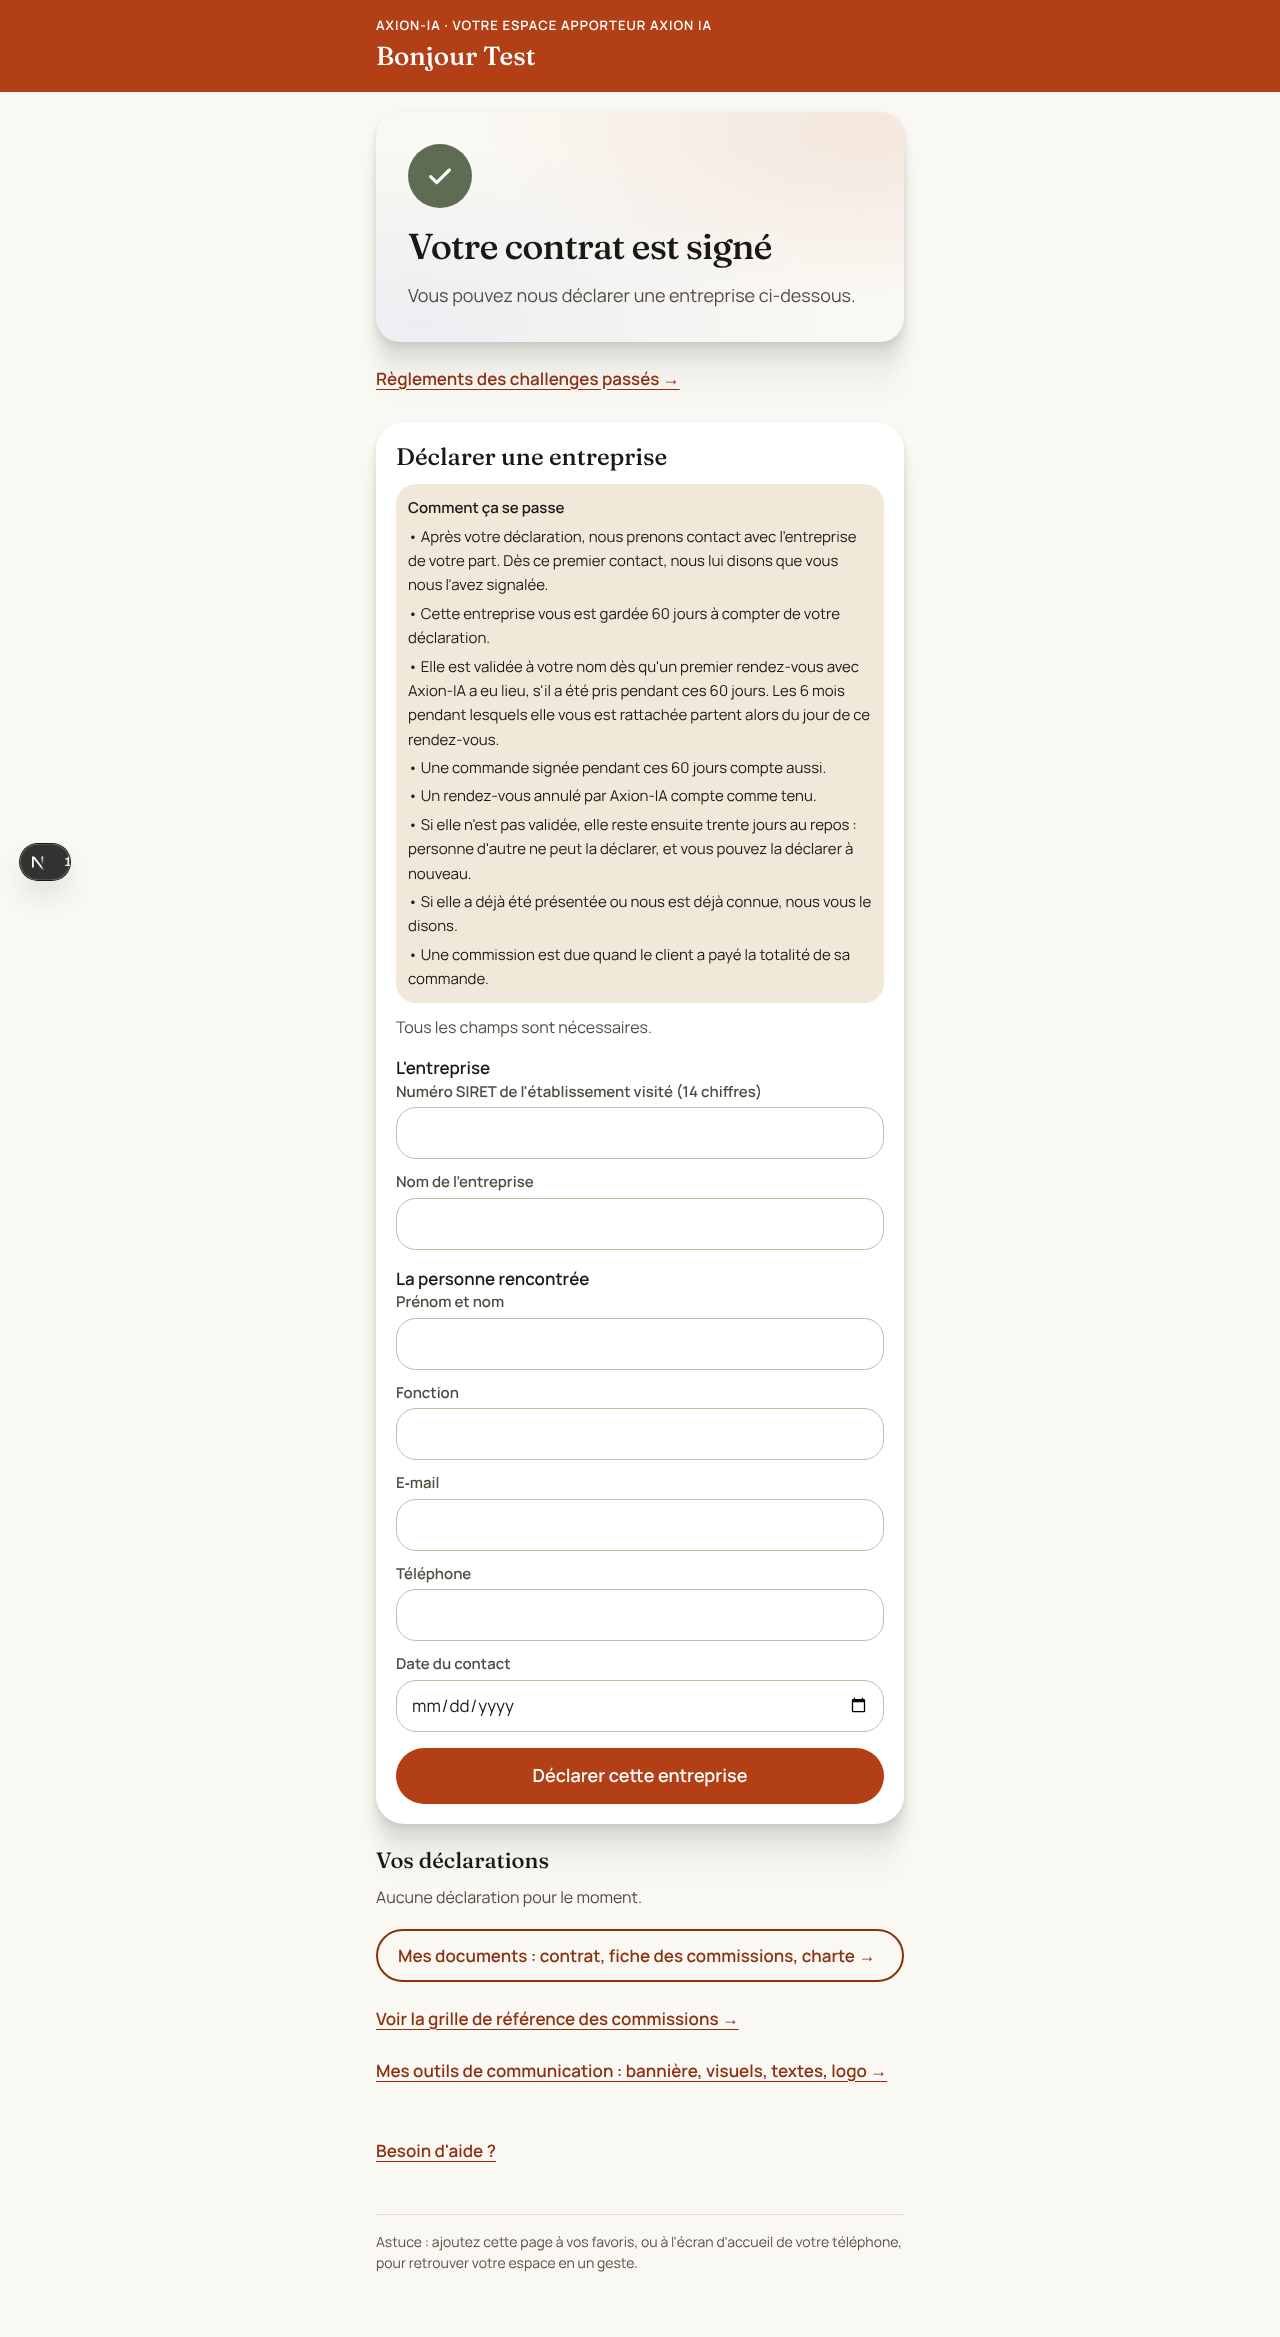 AXION-IA · VOTRE ESPACE APPORTEUR AXION IA
Bonjour Test
Votre contrat est signé
Vous pouvez nous déclarer une entreprise ci-dessous.
Règlements des challenges passés →
Déclarer une entreprise
Comment ça se passe
• Après votre déclaration, nous prenons contact avec l'entreprise
de votre part. Dès ce premier contact, nous lui disons que vous
nous l'avez signalée.
• Cette entreprise vous est gardée 60 jours à compter de votre
déclaration.
• Elle est validée à votre nom dès qu'un premier rendez-vous avec
Axion-IA a eu lieu, s'il a été pris pendant ces 60 jours. Les 6 mois
pendant lesquels elle vous est rattachée partent alors du jour de ce
rendez-vous.
• Une commande signée pendant ces 60 jours compte aussi.
• Un rendez-vous annulé par Axion-IA compte comme tenu.
• Si elle n'est pas validée, elle reste ensuite trente jours au repos :
personne d'autre ne peut la déclarer, et vous pouvez la déclarer à
nouveau.
• Si elle a déjà été présentée ou nous est déjà connue, nous vous le
disons.
• Une commission est due quand le client a payé la totalité de sa
commande.
Tous les champs sont nécessaires.
L'entreprise
Numéro SIRET de l'établissement visité (14 chiffres)
Nom de l'entreprise
La personne rencontrée
Prénom et nom
Fonction
E-mail
Téléphone
Date du contact
mm/dd/yyyy
Déclarer cette entreprise
Vos déclarations
Aucune déclaration pour le moment.
Mes documents : contrat, fiche des commissions, charte →
Voir la grille de référence des commissions →
Mes outils de communication : bannière, visuels, textes, logo →
Besoin d'aide ?
Astuce : ajoutez cette page à vos favoris, ou à l'écran d'accueil de votre téléphone,
pour retrouver votre espace en un geste.